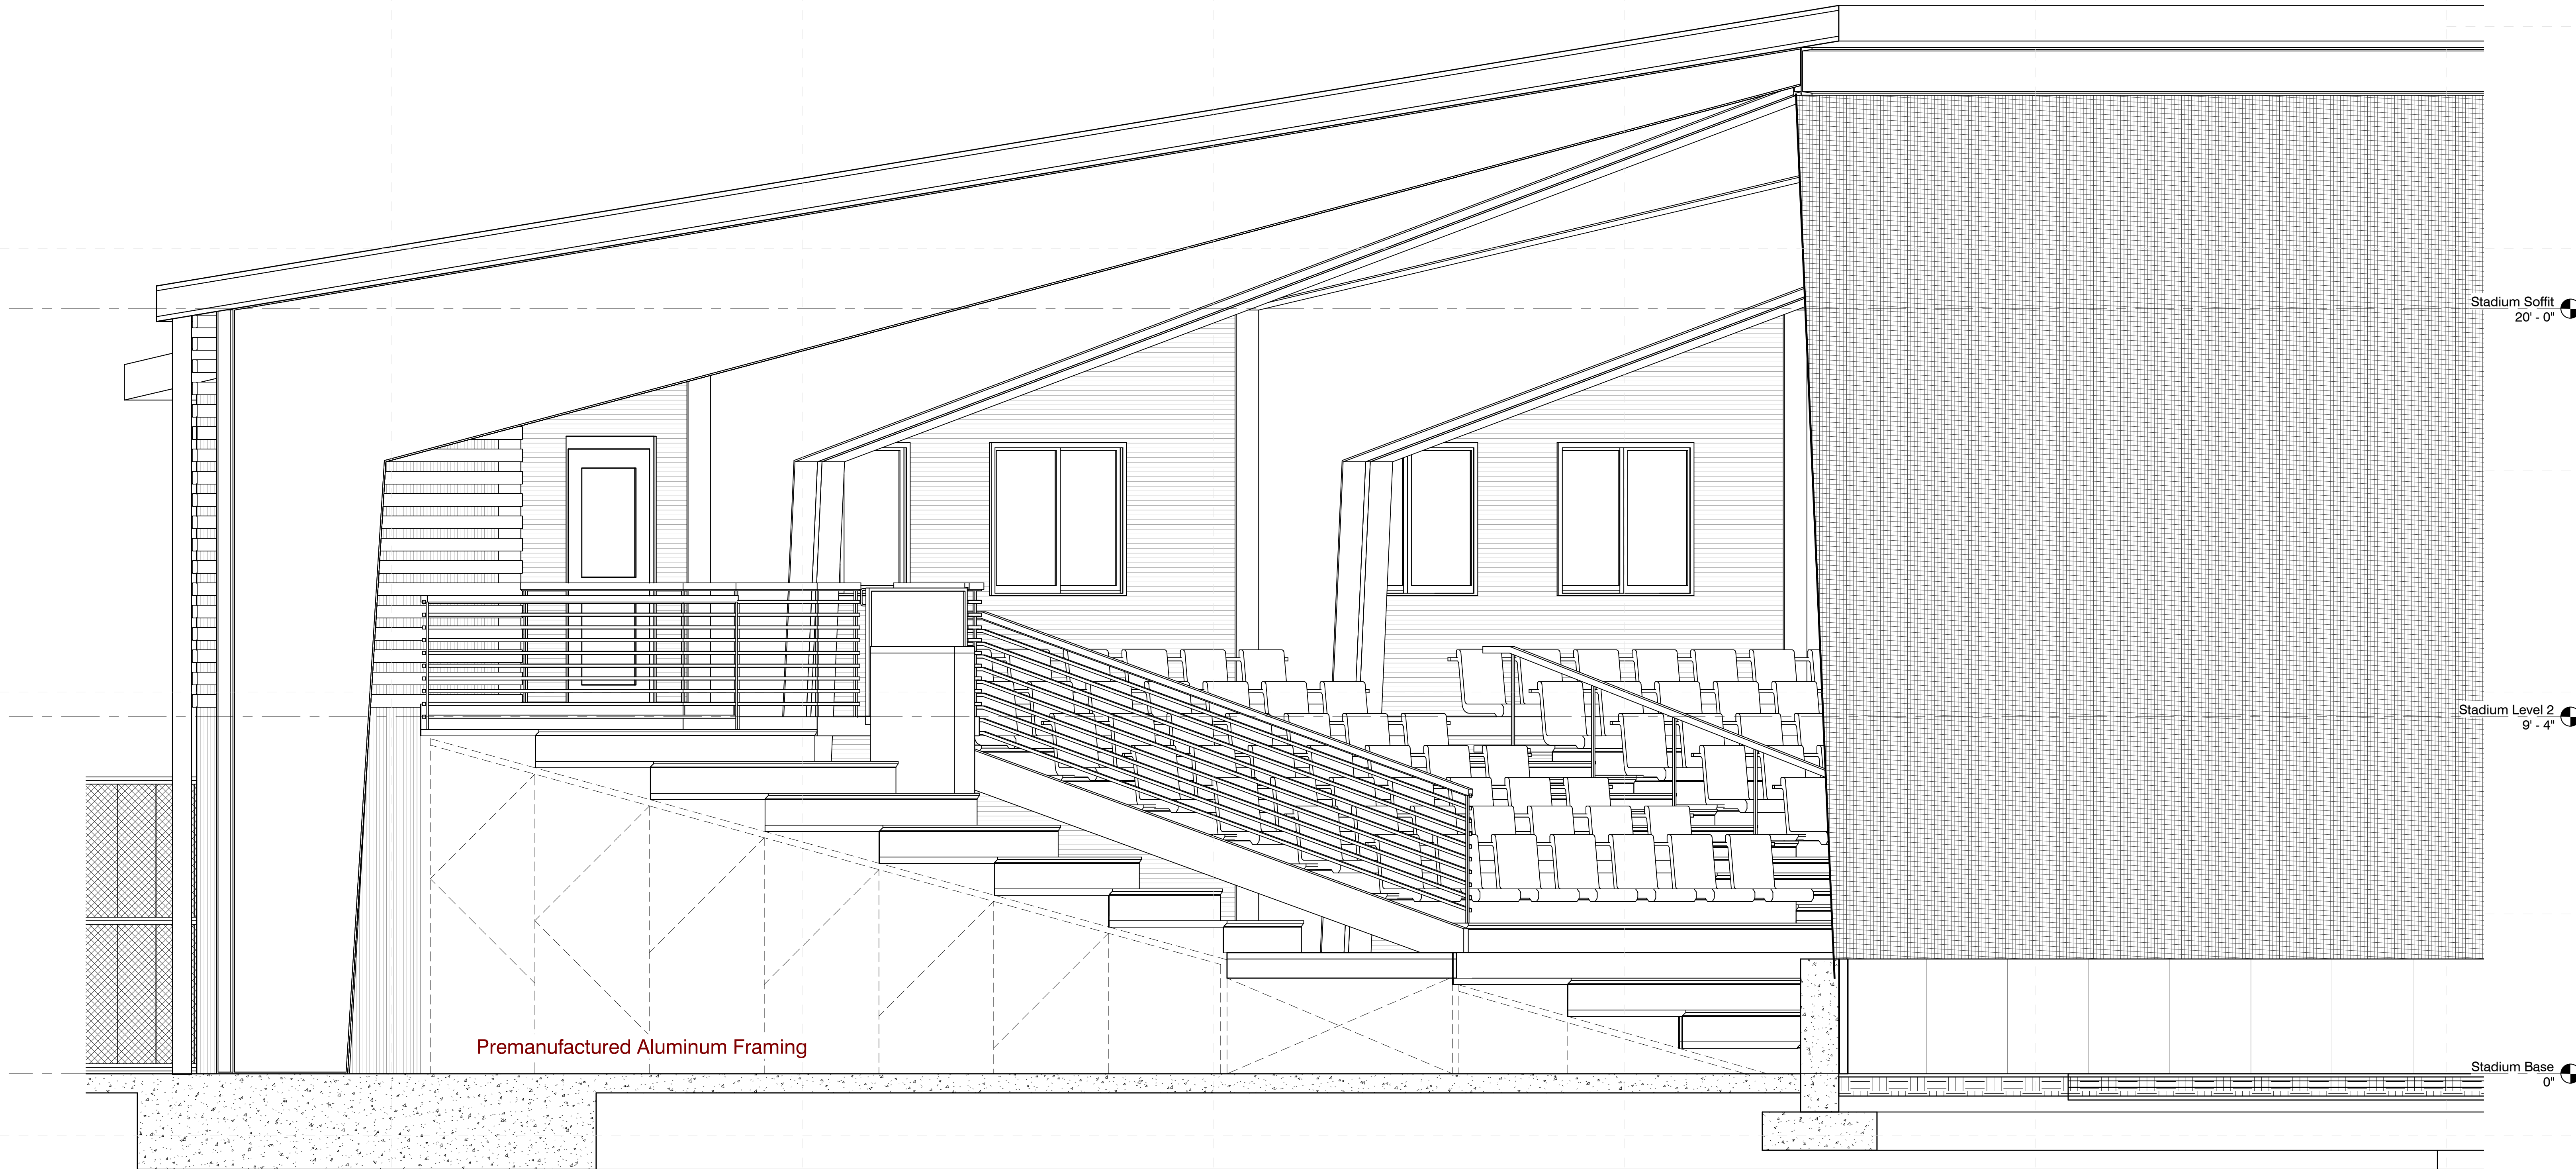 Stadium Soffit
20' - 0"
Stadium Level 2
9' - 4"
Premanufactured Aluminum Framing
Stadium Base
0"